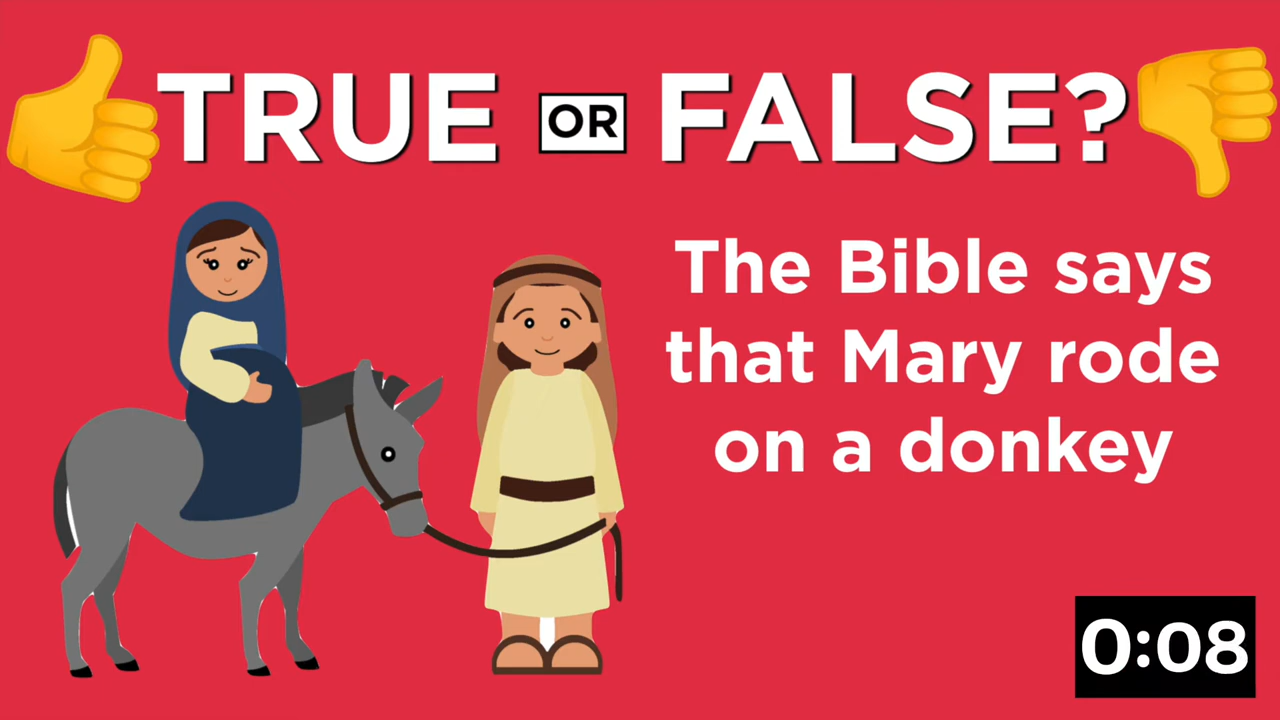 TRUE OR FALSE?
The Bible says
that Mary rode
on a donkey
0:08